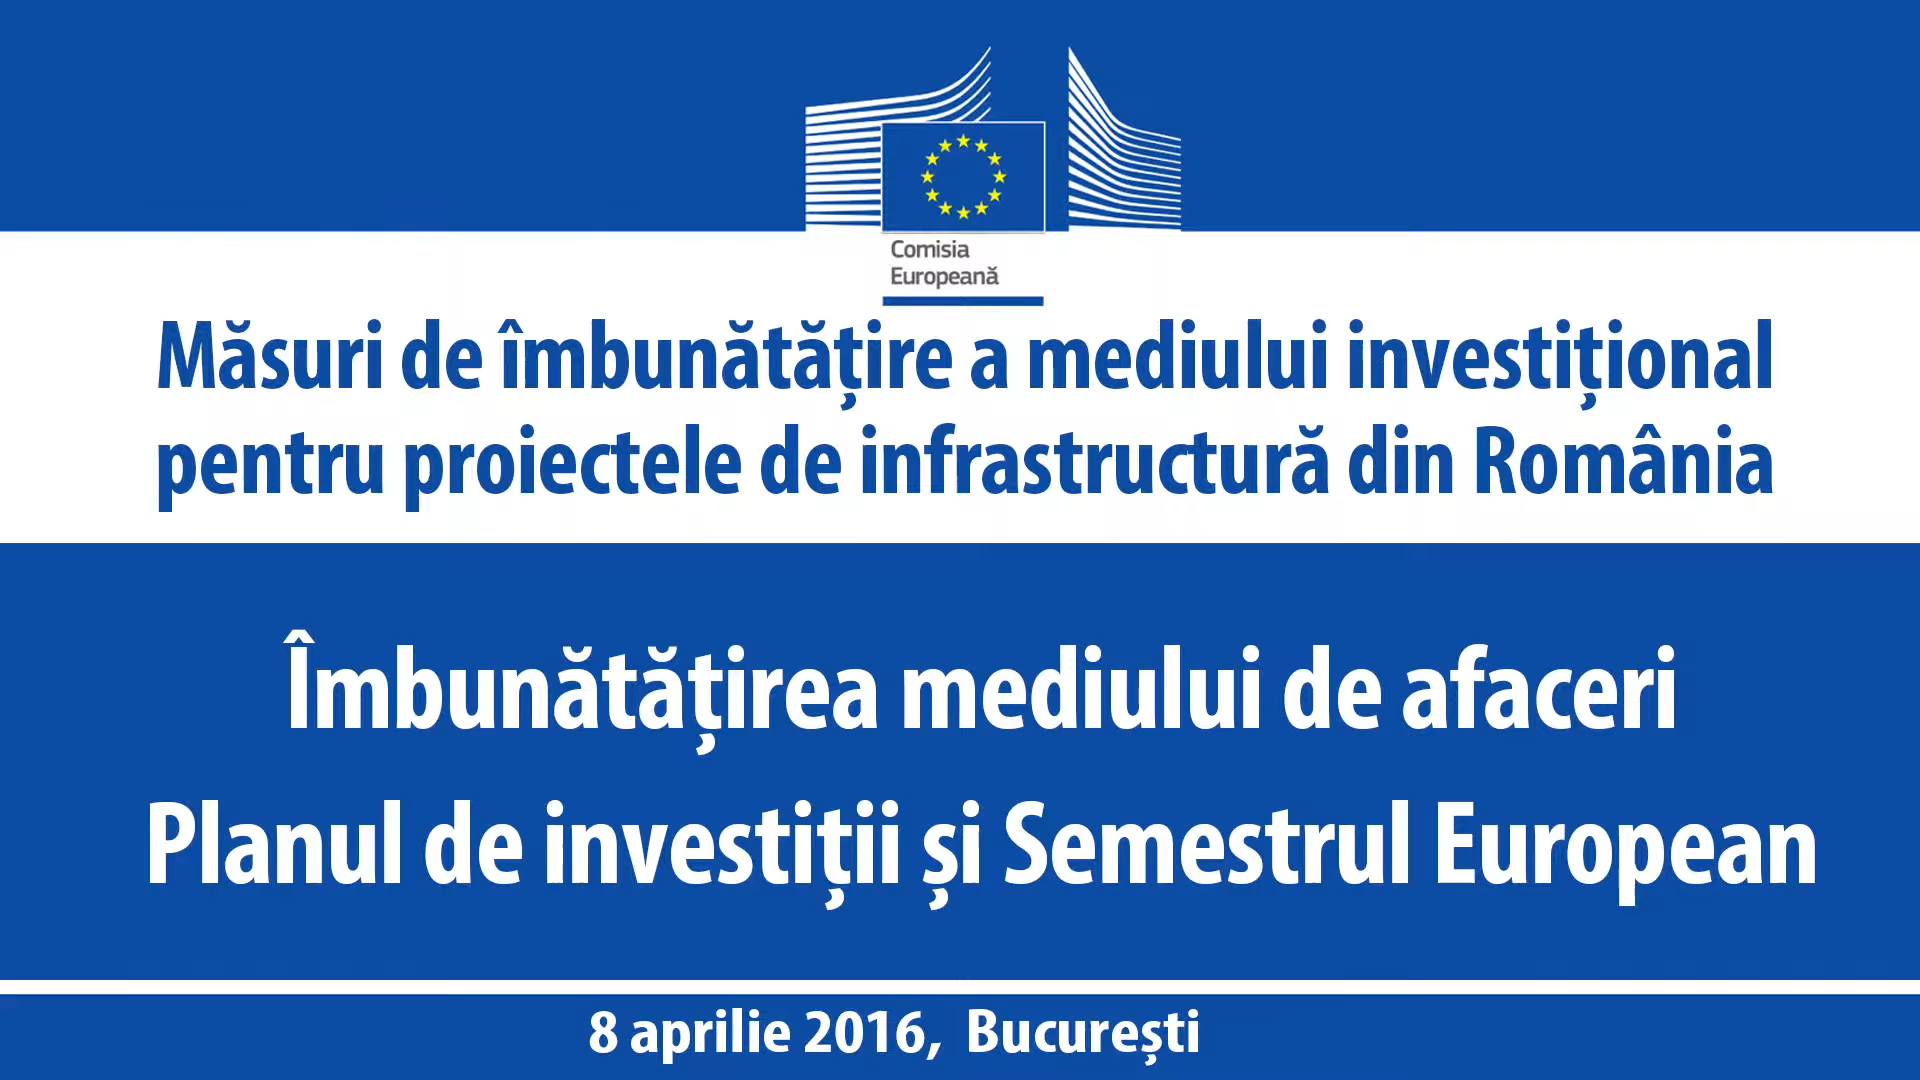 Comisia
Europeană
Măsuri de îmbunătățire a mediului investițional
pentru proiectele de infrastructură din România
Îmbunătățirea mediului de afaceri
Planul de investiții și Semestrul European
8 aprilie 2016, București